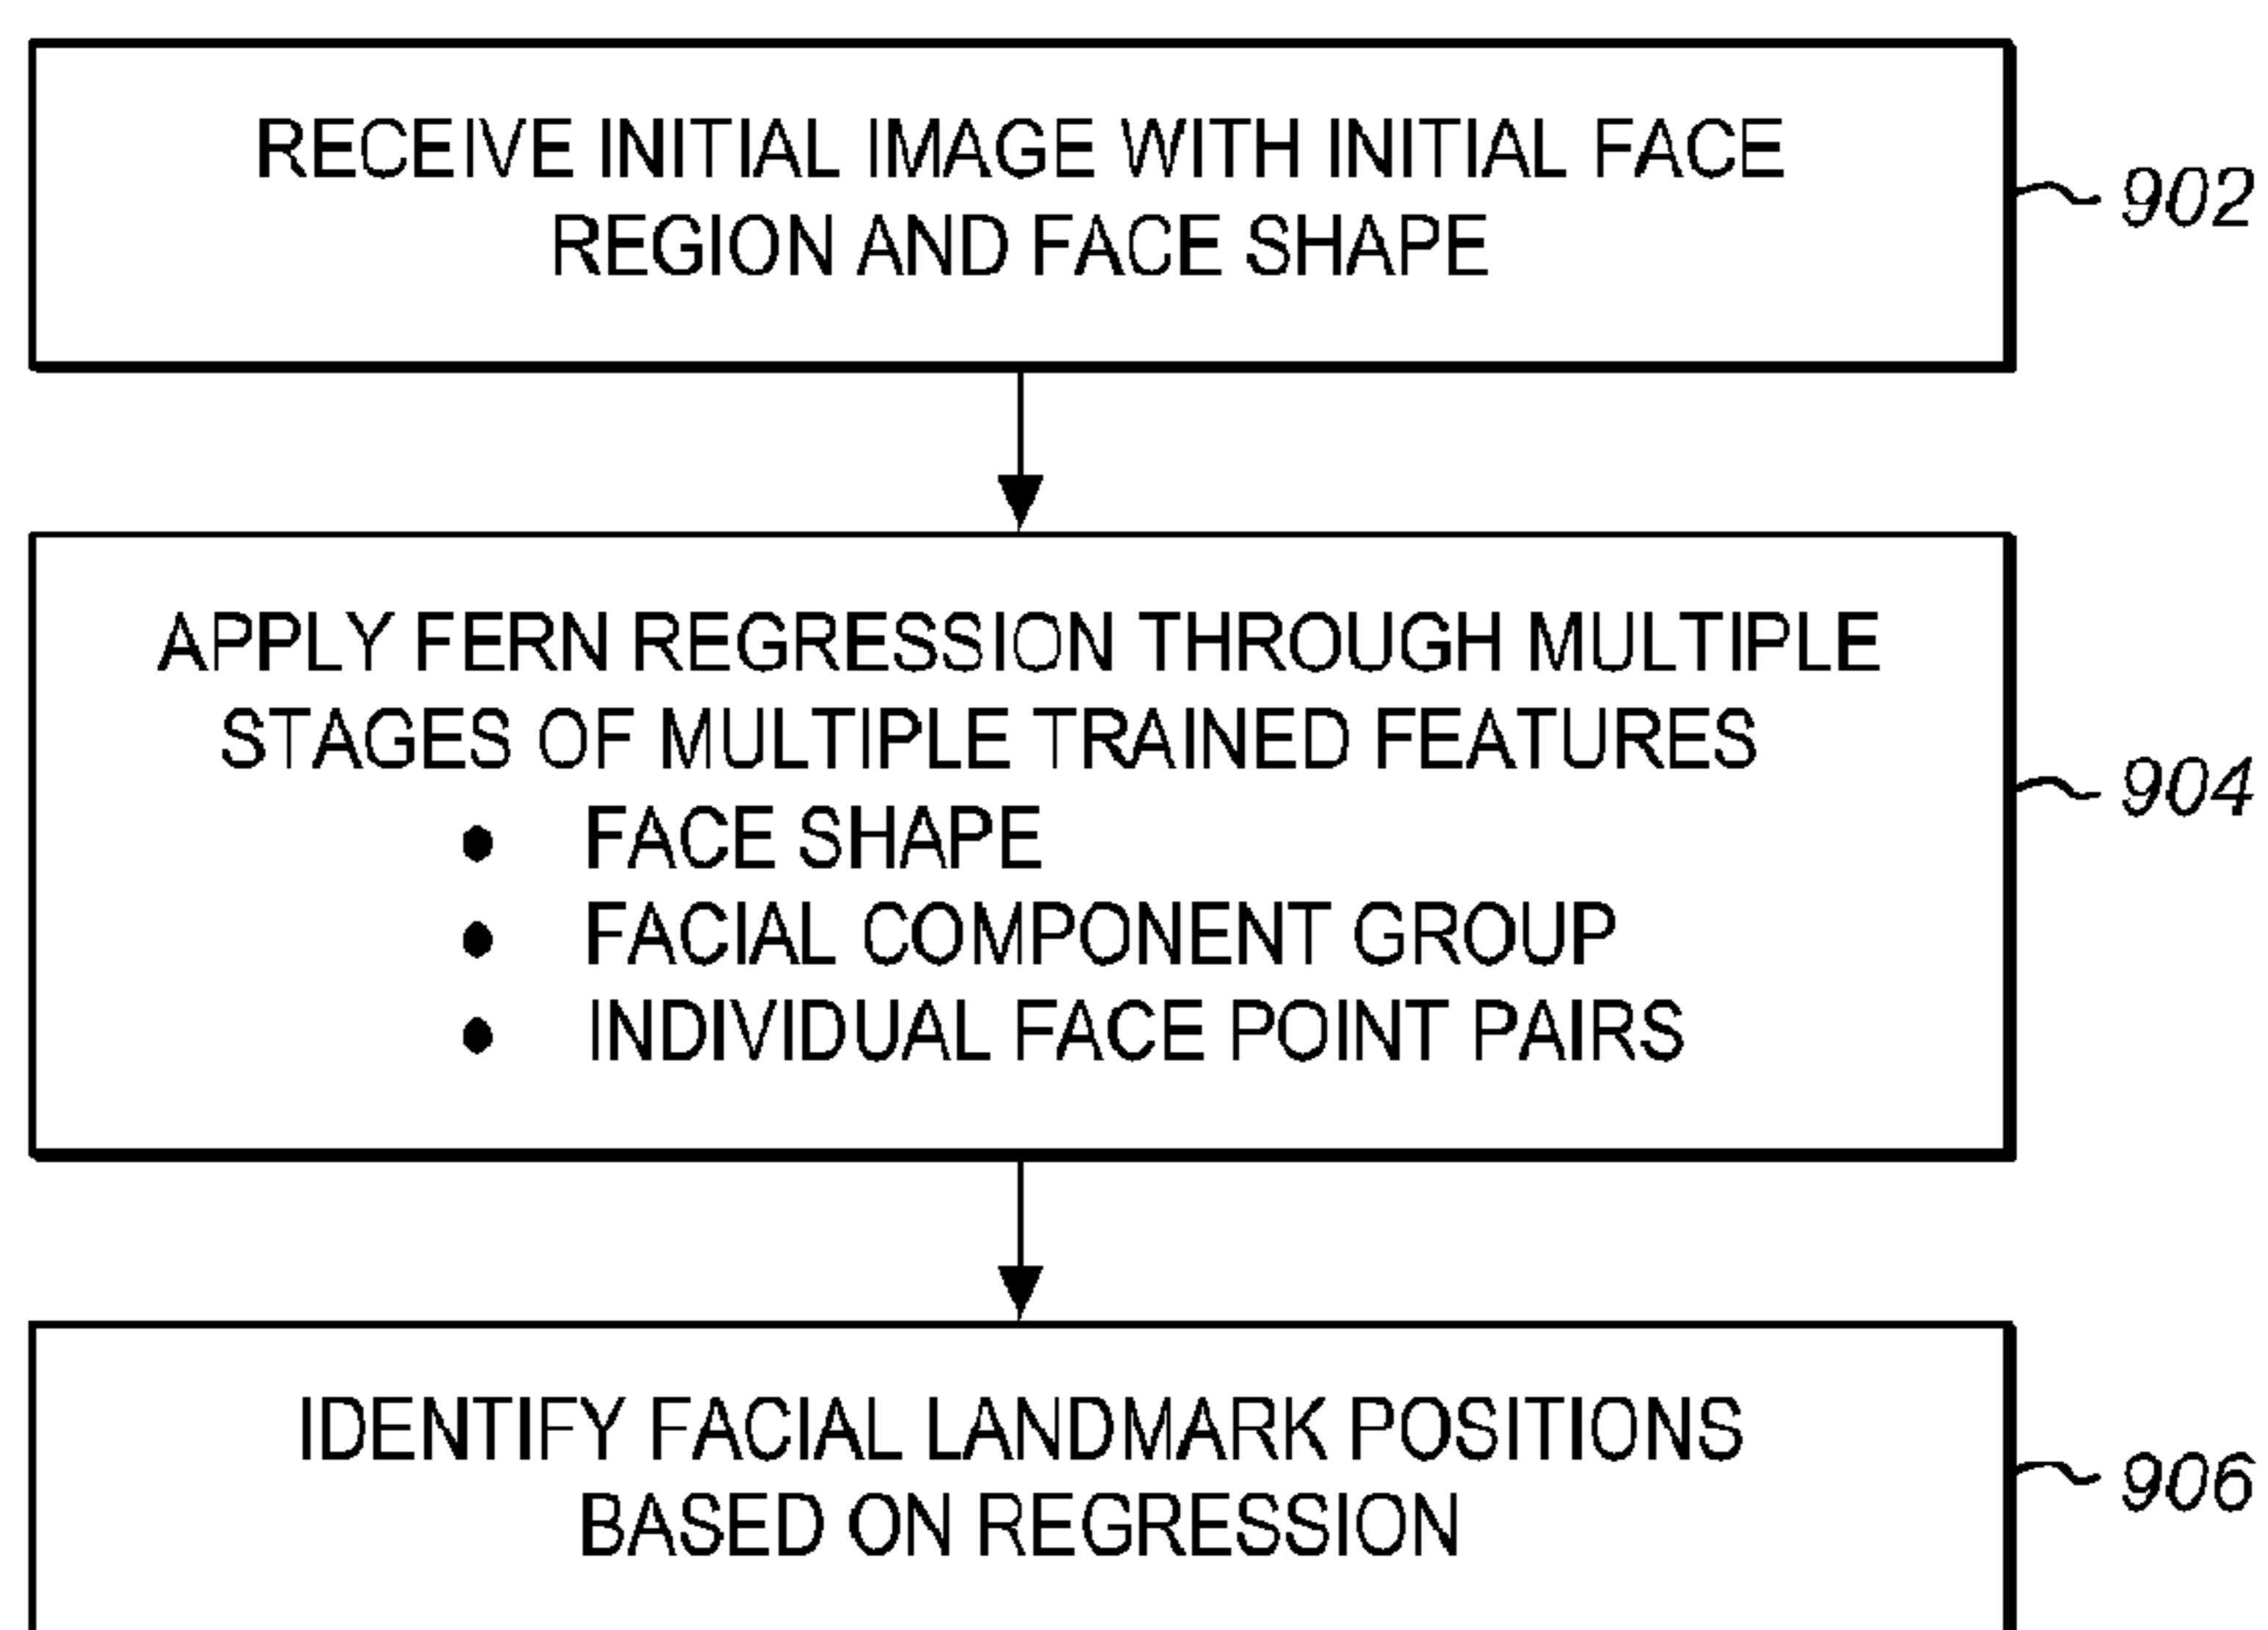 RECEIVE INITIAL IMAGE WITH INITIAL FACE
REGION AND FACE SHAPE
902
APPLY FERN REGRESSION THROUGH MULTIPLE
STAGES OF MULTIPLE TRAINED FEATURES
• FACE SHAPE
• FACIAL COMPONENT GROUP
• INDIVIDUAL FACE POINT PAIRS
904
IDENTIFY FACIAL LANDMARK POSITIONS
BASED ON REGRESSION
906